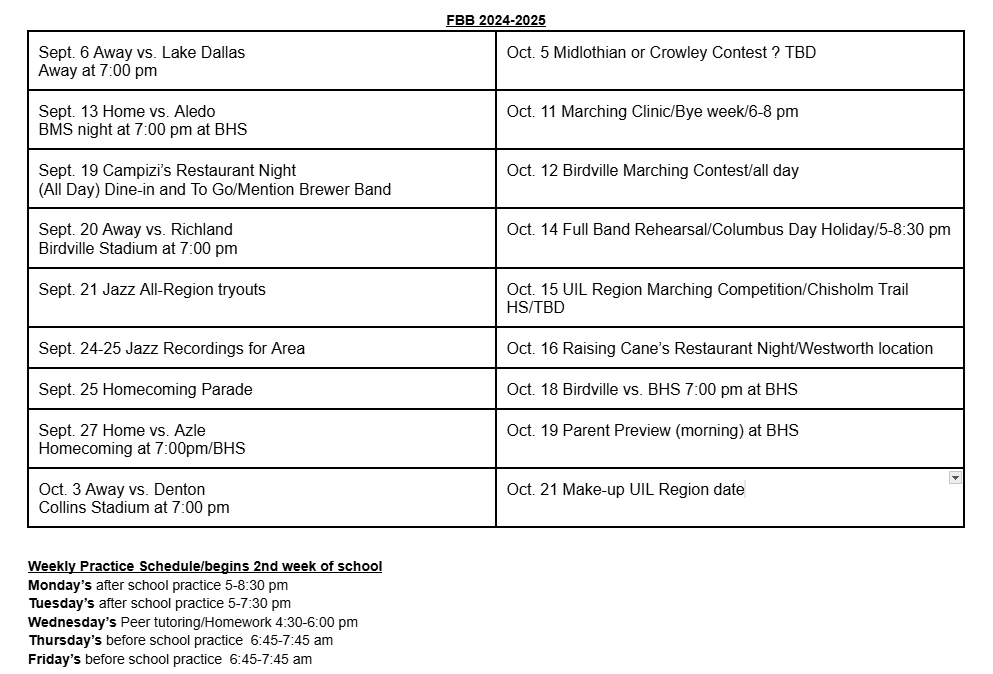 FBB 2024-2025
Sept. 6 Away vs. Lake Dallas
Away at 7:00 pm
Oct. 5 Midlothian or Crowley Contest ? TBD
Sept. 13 Home vs. Aledo
BMS night at 7:00 pm at BHS
Oct. 11 Marching Clinic/Bye week/6-8 pm
Sept. 19 Campizi's Restaurant Night
(All Day) Dine-in and To Go/Mention Brewer Band
Oct. 12 Birdville Marching Contest/all day
Sept. 20 Away vs. Richland
Birdville Stadium at 7:00 pm
Oct. 14 Full Band Rehearsal/Columbus Day Holiday/5-8:30 pm
Sept. 21 Jazz All-Region tryouts
Oct. 15 UIL Region Marching Competition/Chisholm Trail
HS/TBD
Sept. 24-25 Jazz Recordings for Area
Oct. 16 Raising Cane's Restaurant Night/Westworth location
Sept. 25 Homecoming Parade
Oct. 18 Birdville vs. BHS 7:00 pm at BHS
Sept. 27 Home vs. Azle
Homecoming at 7:00pm/BHS
Oct. 19 Parent Preview (morning) at BHS
Oct. 3 Away vs. Denton
Collins Stadium at 7:00 pm
Oct. 21 Make-up UIL Region date
Weekly Practice Schedule/begins 2nd week of school
Monday's after school practice 5-8:30 pm
Tuesday's after school practice 5-7:30 pm
Wednesday's Peer tutoring/Homework 4:30-6:00 pm
Thursday's before school practice  6:45-7:45 am
Friday's before school practice  6:45-7:45 am